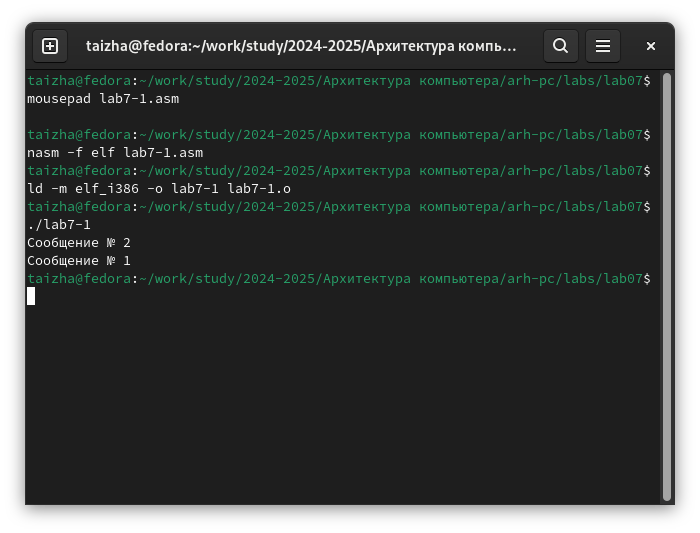 taizha@fedora:~/work/study/2024-2025/Архитектура компь…
taizha@fedora:~/work/study/2024-2025/Архитектура компьютера/arh-pc/labs/lab07$
mousepad lab7-1.asm
taizha@fedora:~/work/study/2024-2025/Архитектура компьютера/arh-pc/labs/lab07$
nasm -f elf lab7-1.asm
taizha@fedora:~/work/study/2024-2025/Архитектура компьютера/arh-pc/labs/lab07$
ld -m elf_i386 -o lab7-1 lab7-1.o
taizha@fedora:~/work/study/2024-2025/Архитектура компьютера/arh-pc/labs/lab07$
./lab7-1
Сообщение № 2
Сообщение № 1
taizha@fedora:~/work/study/2024-2025/Архитектура компьютера/arh-pc/labs/lab07$